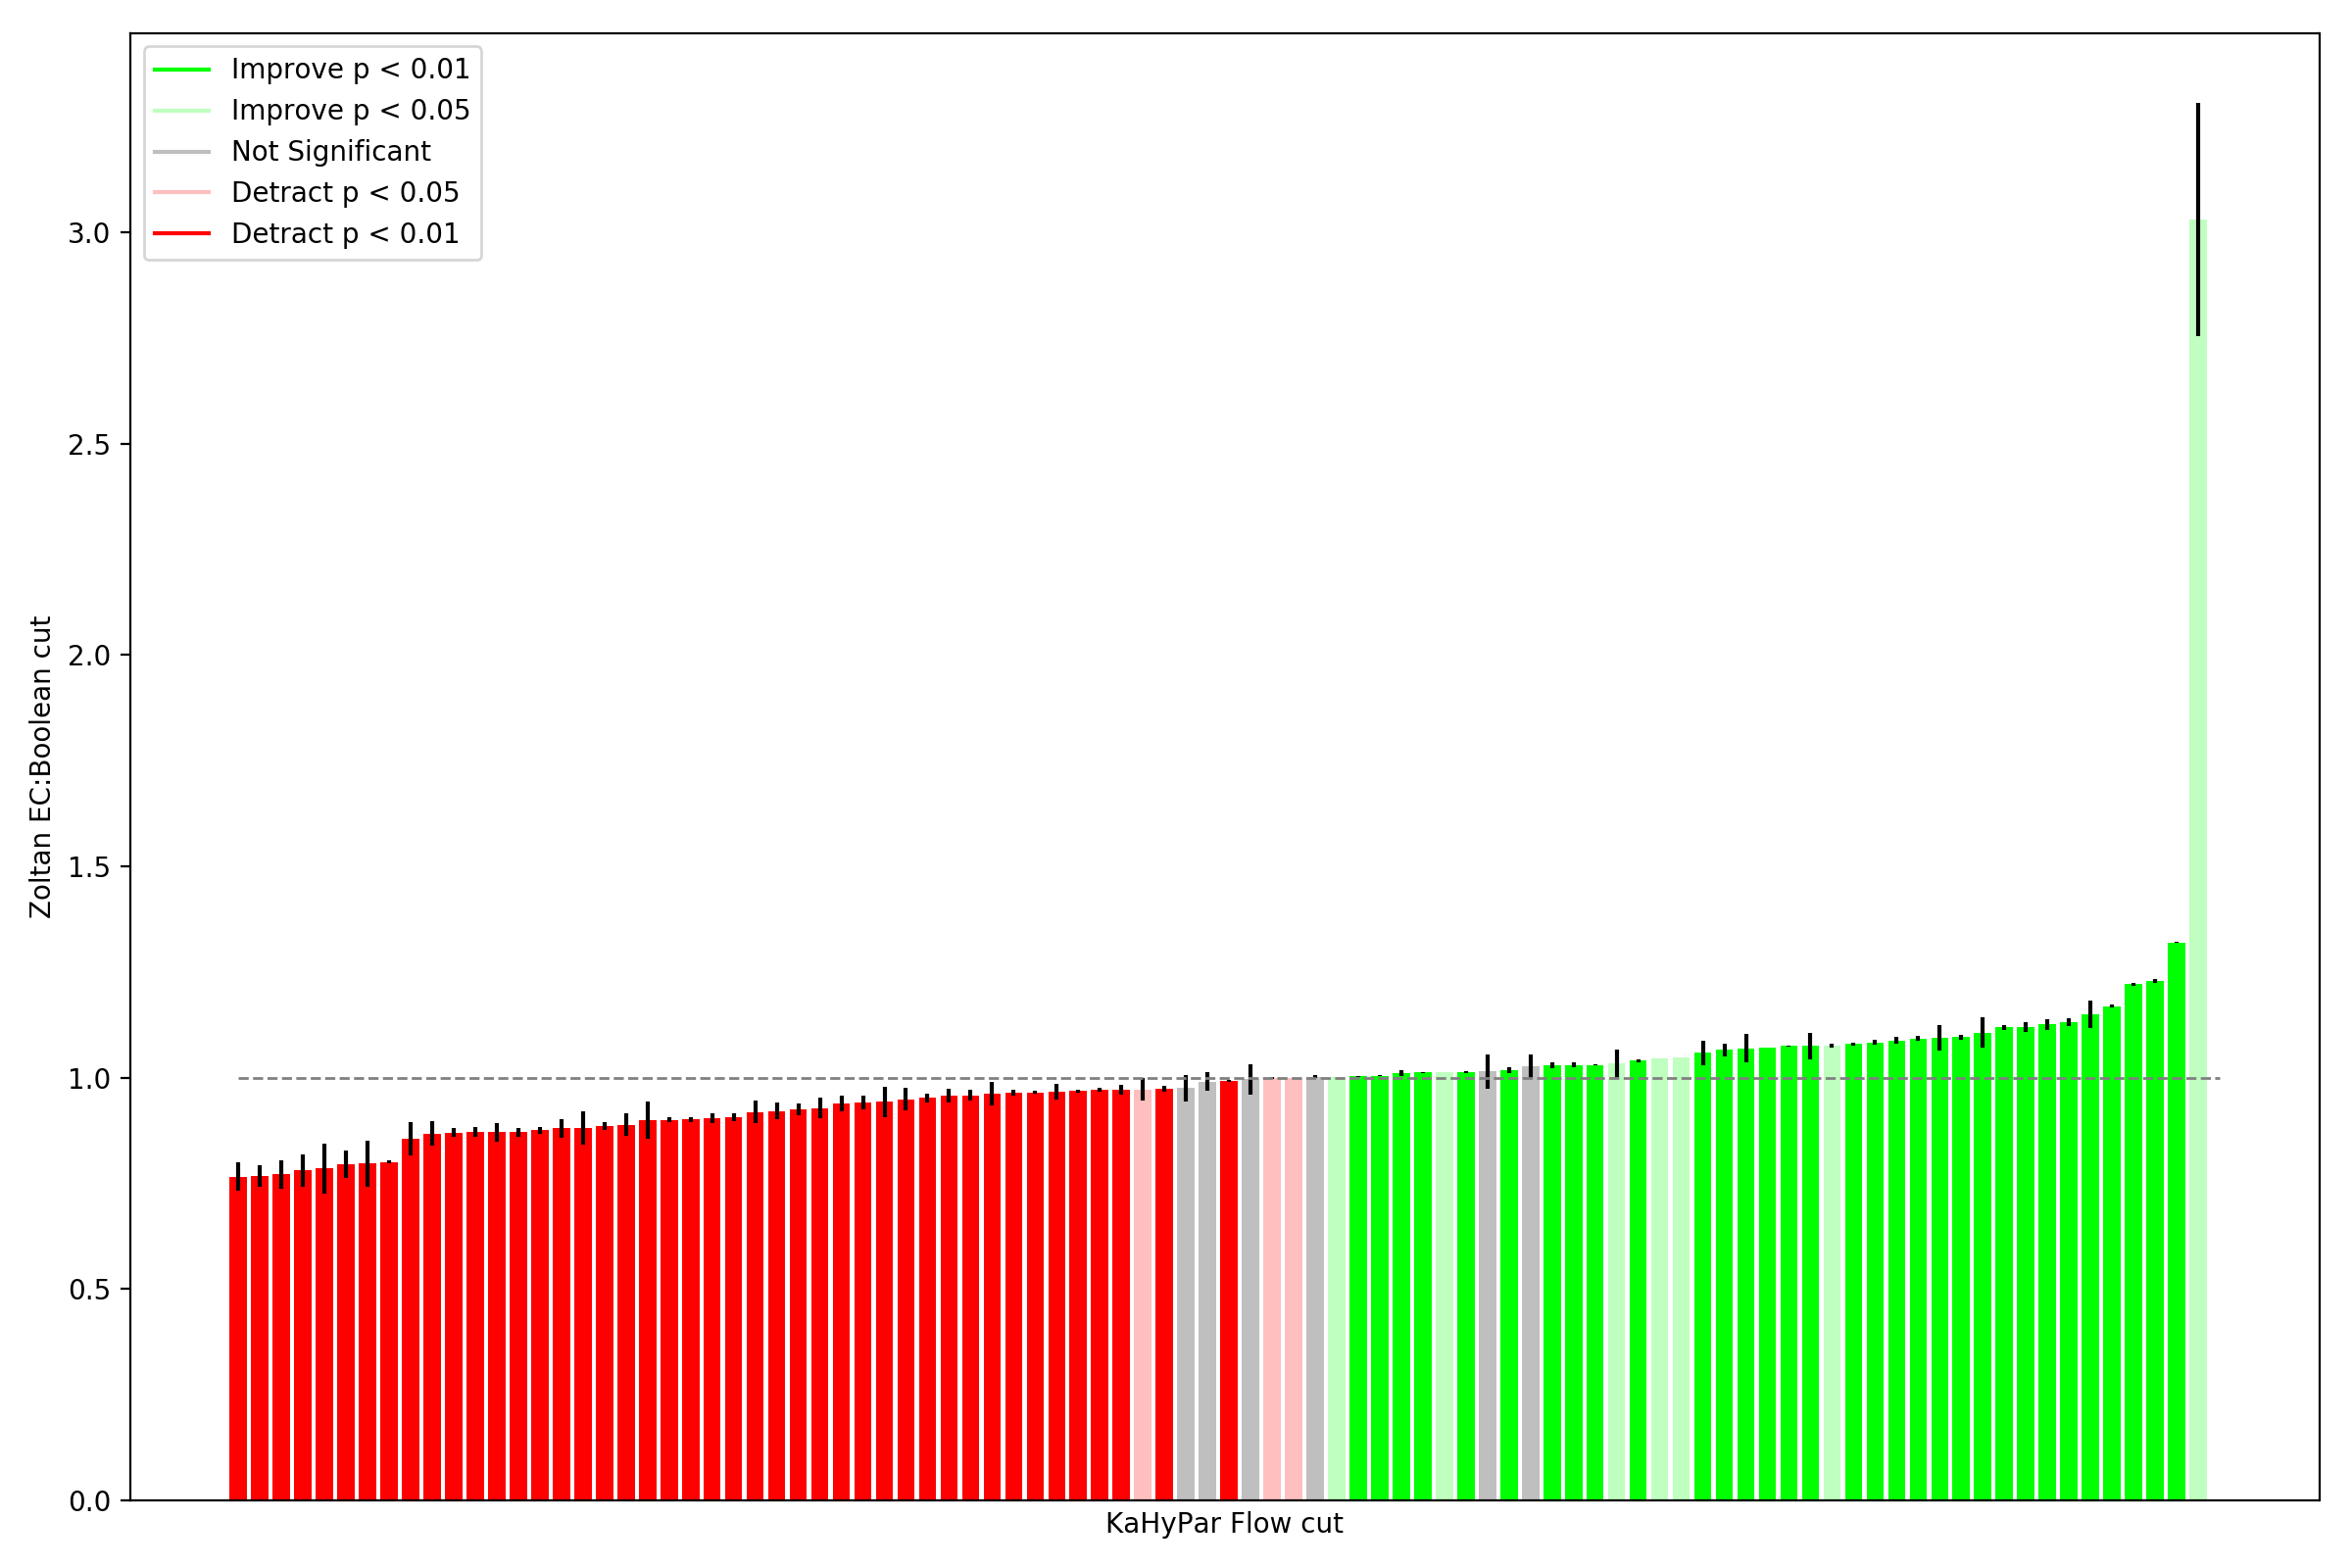 Improve p < 0.01
Improve p < 0.05
Not Significant
Detract p < 0.05
Detract p < 0.01
3.0
2.5
2.0
1.5
1.0
0.5
0.0
Zoltan EC:Boolean cut
KaHyPar Flow cut